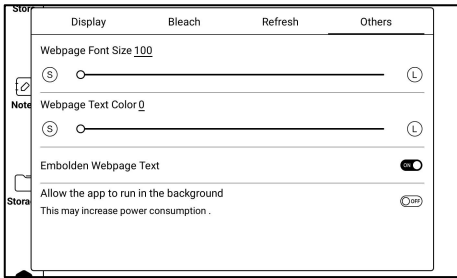 Stor
Display Bleach Refresh Others
Webpage Font Size 100
S L
Note
Webpage Text Color 0
S L
Embolden Webpage Text ON
Allow the app to run in the background
Stora
OFF
This may increase power consumption .